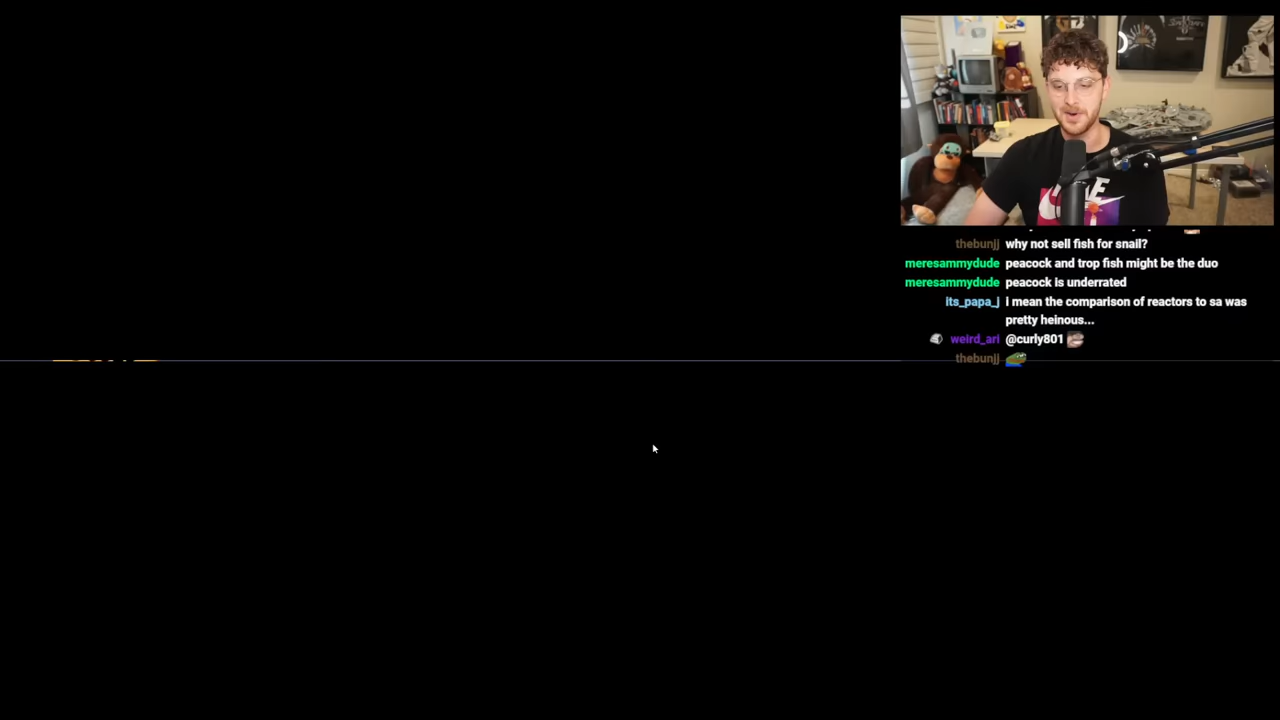 thebunjj why not sell fish for snail?
meresammydude peacock and trop fish might be the duo
meresammydude peacock is underrated
its_papa_j i mean the comparison of reactors to sa was
pretty heinous...
weird_ari @curly801
thebunjj